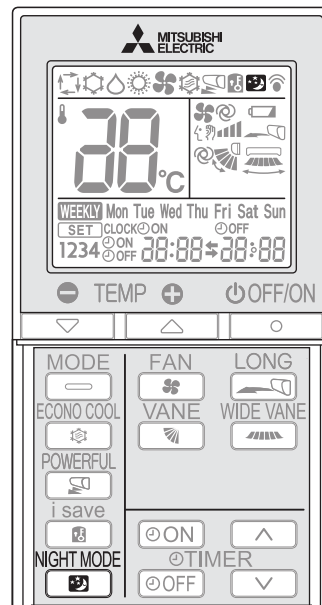 MITSUBISHI
ELECTRIC
88°C
WEEKLY Mon Tue Wed Thu Fri Sat Sun
SET CLOCK ON OFF
1234 ON OFF 88:88 88:88
TEMP OFF/ON
MODE FAN LONG
ECONO COOL VANE WIDE VANE
POWERFUL
i save
ON
NIGHT MODE TIMER
OFF